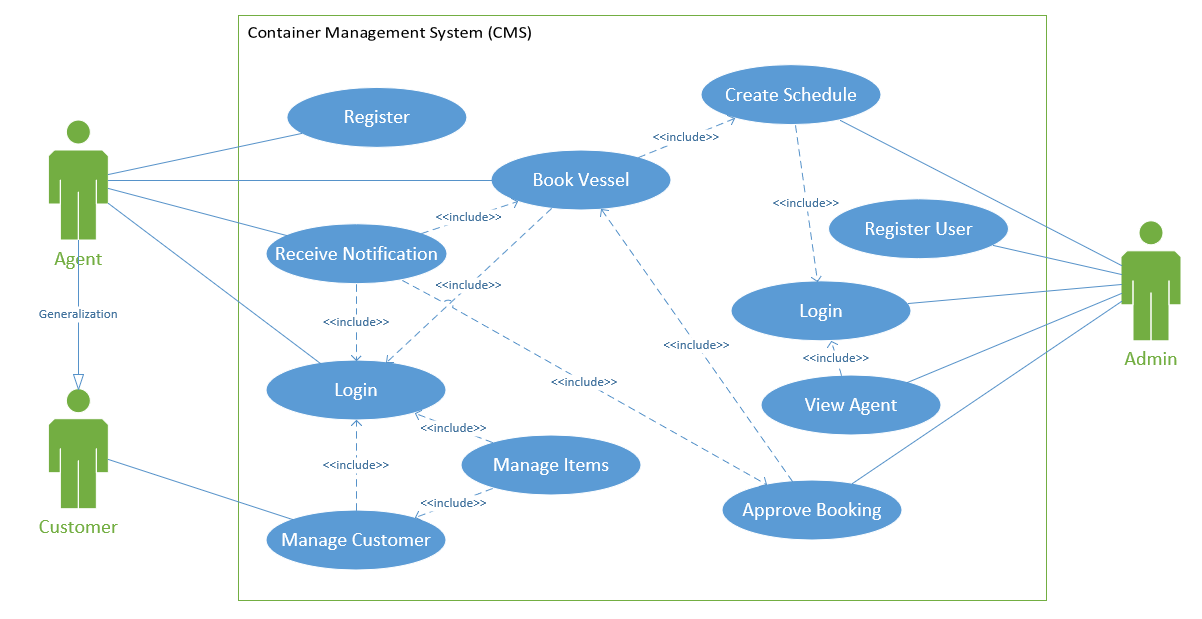 Container Management System (CMS)
Create Schedule
Register
<<include>>
Book Vessel
<<include>>
<<include>>
Register User
Agent
Receive Notification
<<include>>
Login
Generalization
<<include>>
<<include>>
<<include>>
Admin
<<include>>
Login
View Agent
<<include>>
Manage Items
<<include>>
<<include>>
Approve Booking
Customer
Manage Customer